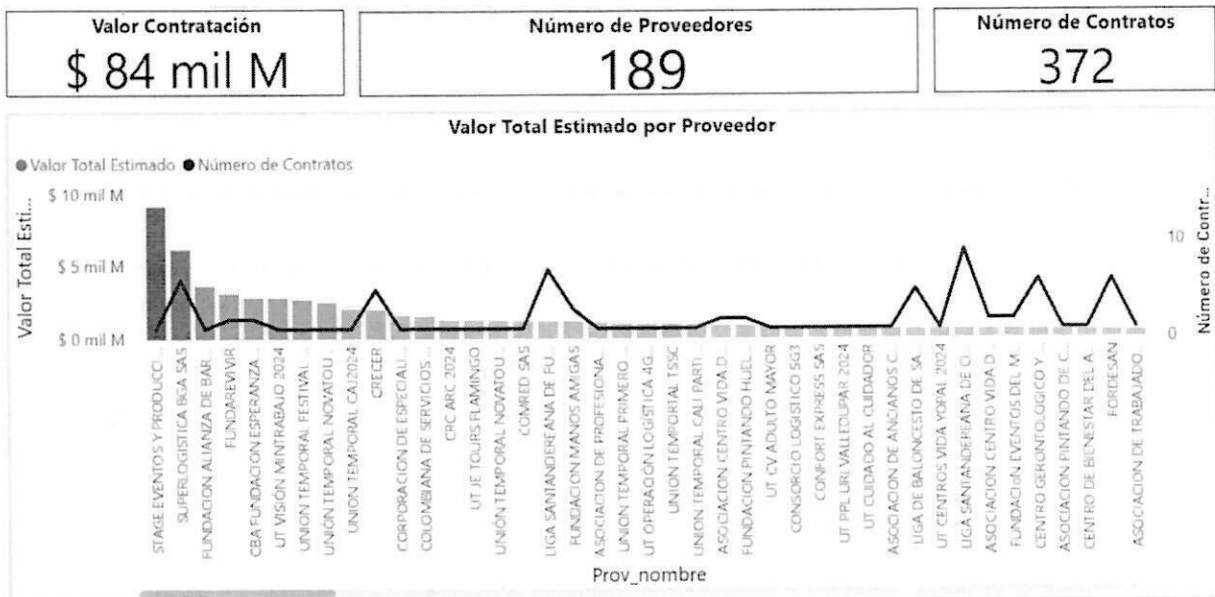 Valor Contratación
$ 84 mil M
Número de Proveedores
189
Número de Contratos
372
Valor Total Estimado por Proveedor
Valor Total Estimado
Número de Contratos
Valor Total Esti...
$ 10 mil M
$ 5 mil M
$ 0 mil M
10
0
Número de Contr...
STAGE EVENTOS Y PRODUCCI...
SUPERLOGISTICA BGA SAS
FUNDACION ALIANZA DE BAR...
FUNDAREVIVIR
CBA FUNDACION ESPERANZA...
UT VISIÓN MINTRABAJO 2024
UNION TEMPORAL FESTIVAL...
UNIÓN TEMPORAL NOVATOU...
UNION TEMPORAL CAJ2024
CRECER
CORPORACION DE ESPECIALI...
COLOMBIANA DE SERVICIOS...
CRC ARC 2024
UT JE TOURS FLAMINGO
UNIÓN TEMPORAL NOVATOU...
COMRED SAS
LIGA SANTANDEREANA DE FU...
FUNDACION MANOS AMIGAS
ASOCIACION DE PROFESIONA...
UNION TEMPORAL PRIMERO...
UT OPERACIÓN LOGÍSTICA 4G...
UNION TEMPORTAL 1SSC
UNION TEMPORAL CALI PARTI...
ASOCIACION CENTRO VIDA D...
FUNDACION PINTANDO HUEL...
UT CV ADULTO MAYOR
CONSORCIO LOGISTICO SG3
CONFORT EXPRESS SAS
UT PPL URI VALLEDUPAR 2024
UT CUIDADO AL CUIDADOR
ASOCIACION DE ANCIANOS C...
LIGA DE BALONCESTO DE SA...
UT CENTROS VIDA YOPAL 2024
LIGA SANTANDEREANA DE CI...
ASOCIACION CENTRO VIDA D...
FUNDACION EVENTOS DEL M...
CENTRO GERONTOLOGICO Y...
ASOCIACION PINTANDO DE C...
CENTRO DE BIENESTAR DEL A...
FORDESAN
ASOCIACION DE TRABAJADO...
Prov_nombre